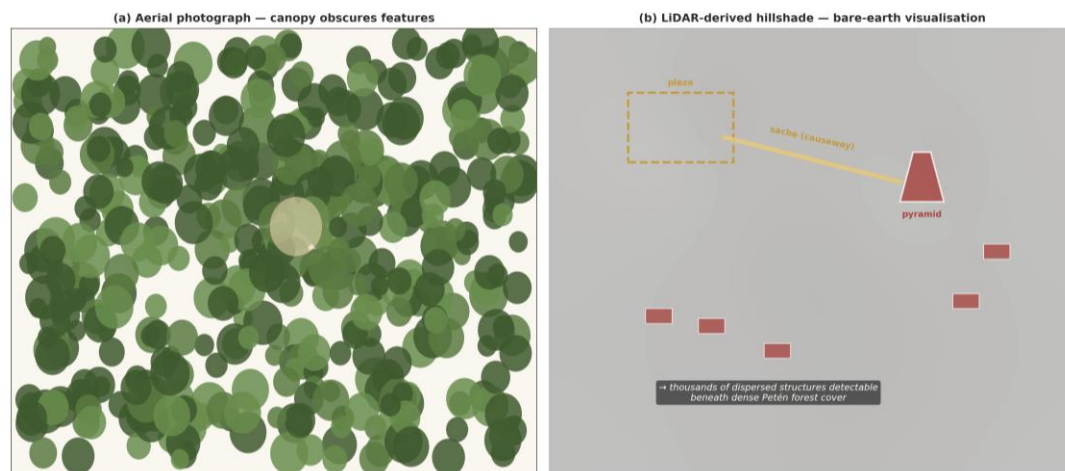 (a) Aerial photograph — canopy obscures features
(b) LiDAR-derived hillshade — bare-earth visualisation
plaza
sacbe (causeway)
pyramid
→ thousands of dispersed structures detectable
beneath dense Petén forest cover